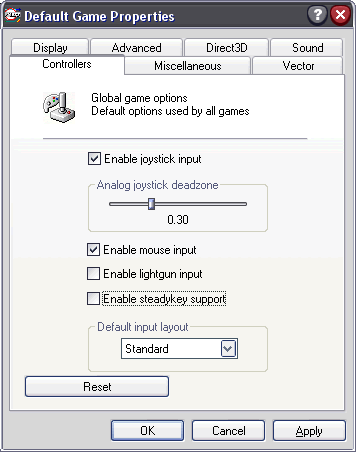 Default Game Properties
Display
Advanced
Direct3D
Sound
Controllers
Miscellaneous
Vector
Global game options
Default options used by all games
Enable joystick input
Analog joystick deadzone
0.30
Enable mouse input
Enable lightgun input
Enable steadykey support
Default input layout
Standard
Reset
OK
Cancel
Apply